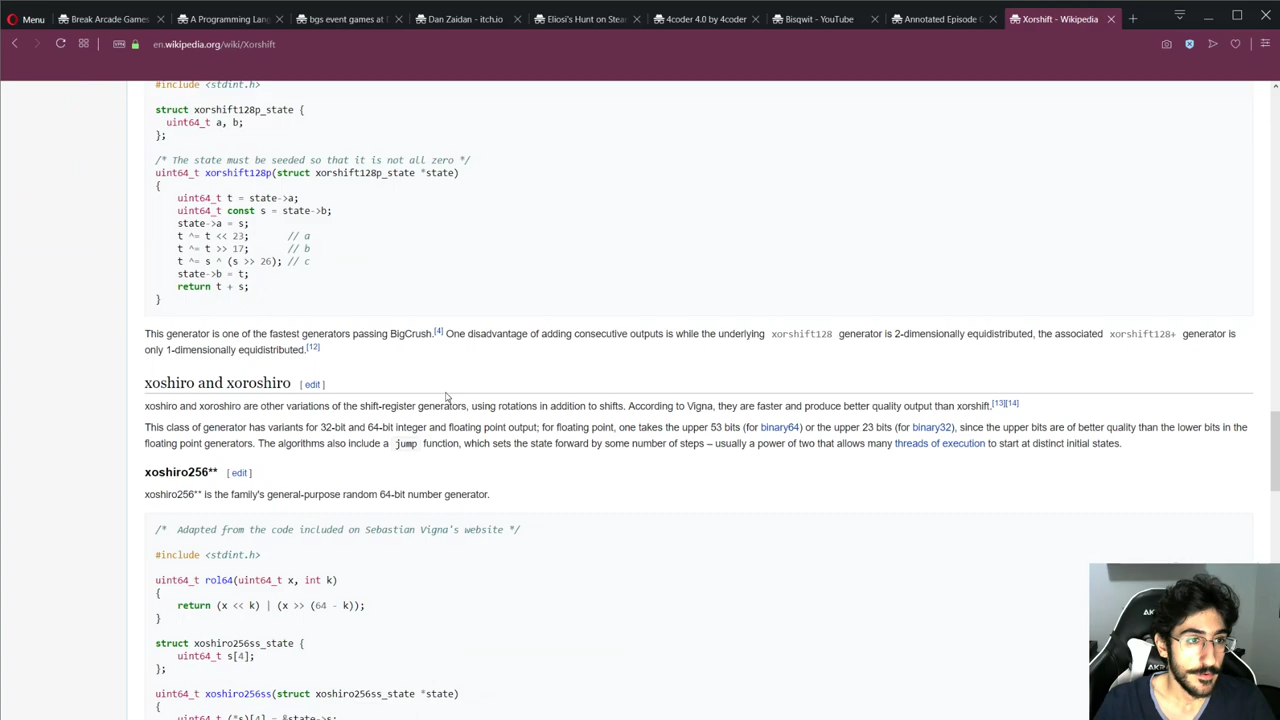 Menu
Break Arcade Games
A Programming Lang
bgs event games at D
Dan Zaidan - itch.io
Eliosi's Hunt on Stean
4coder 4.0 by 4coder
Bisqwit - YouTube
Annotated Episode G
Xorshift - Wikipedia
VPN
en.wikipedia.org/wiki/Xorshift
#include <stdint.h>
struct xorshift128p_state {
uint64_t a, b;
};
/* The state must be seeded so that it is not all zero */
uint64_t xorshift128p(struct xorshift128p_state *state)
{
uint64_t t = state->a;
uint64_t const s = state->b;
state->a = s;
t ^= t << 23; // a
t ^= t >> 17; // b
t ^= s ^ (s >> 26); // c
state->b = t;
return t + s;
}
This generator is one of the fastest generators passing BigCrush.[4] One disadvantage of adding consecutive outputs is while the underlying xorshift128 generator is 2-dimensionally equidistributed, the associated xorshift128+ generator is
only 1-dimensionally equidistributed.[12]
xoshiro and xoroshiro [ edit ]
xoshiro and xoroshiro are other variations of the shift-register generators, using rotations in addition to shifts. According to Vigna, they are faster and produce better quality output than xorshift.[13][14]
This class of generator has variants for 32-bit and 64-bit integer and floating point output; for floating point, one takes the upper 53 bits (for binary64) or the upper 23 bits (for binary32), since the upper bits are of better quality than the lower bits in the
floating point generators. The algorithms also include a jump function, which sets the state forward by some number of steps – usually a power of two that allows many threads of execution to start at distinct initial states.
xoshiro256** [ edit ]
xoshiro256** is the family's general-purpose random 64-bit number generator.
/* Adapted from the code included on Sebastian Vigna's website */
#include <stdint.h>
uint64_t rol64(uint64_t x, int k)
{
return (x << k) | (x >> (64 - k));
}
struct xoshiro256ss_state {
uint64_t s[4];
};
uint64_t xoshiro256ss(struct xoshiro256ss_state *state)
{
uint64_t (*s)[4] = &state->s;